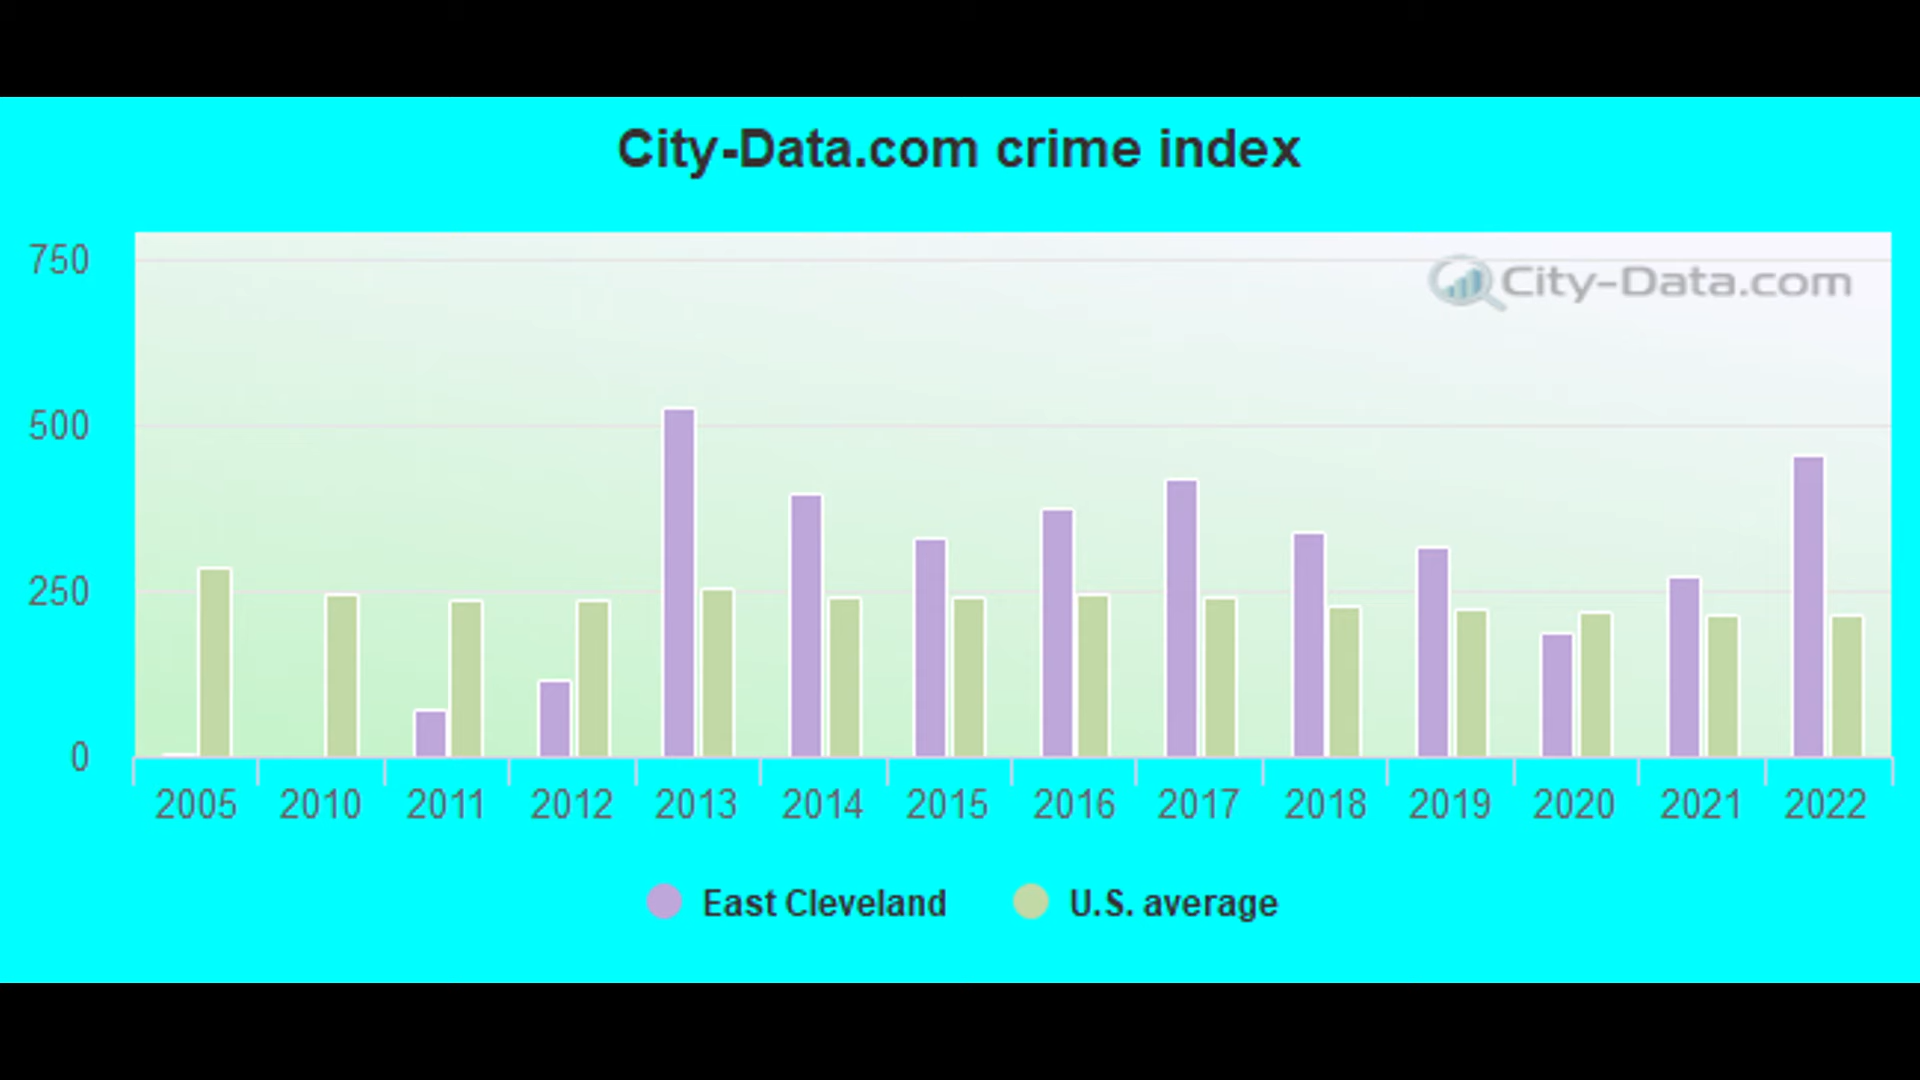 City-Data.com crime index
750
City-Data.com
500
250
0
2005 2010 2011 2012 2013 2014 2015 2016 2017 2018 2019 2020 2021 2022
East Cleveland U.S. average